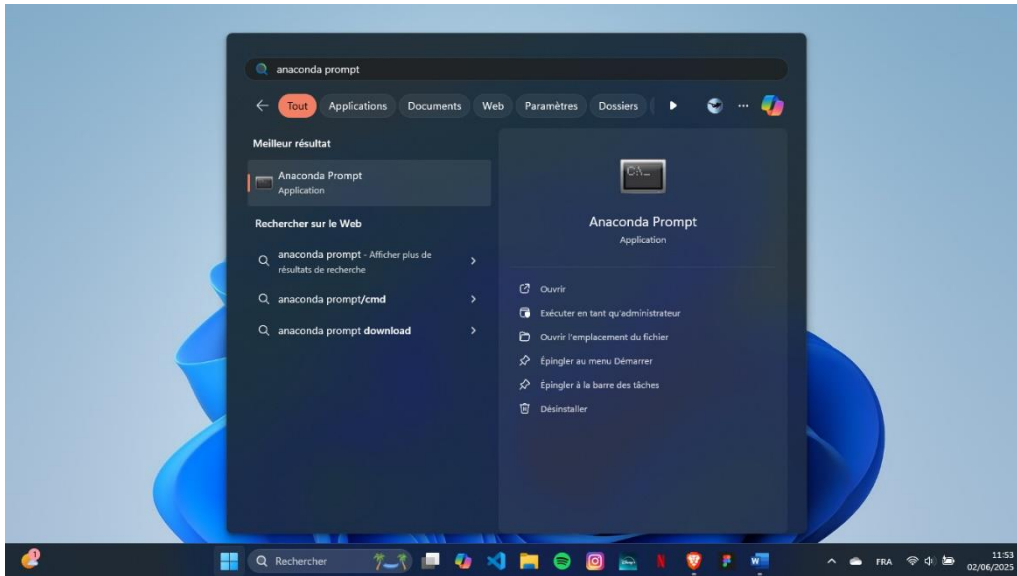 anaconda prompt
Tout Applications Documents Web Paramètres Dossiers
Meilleur résultat
Anaconda Prompt
Application
Rechercher sur le Web
anaconda prompt - Afficher plus de
résultats de recherche
anaconda prompt/cmd
anaconda prompt download
C:\_
Anaconda Prompt
Application
Ouvrir
Exécuter en tant qu'administrateur
Ouvrir l'emplacement du fichier
Épingler au menu Démarrer
Épingler à la barre des tâches
Désinstaller
1
Rechercher
FRA
11:53
02/06/2025